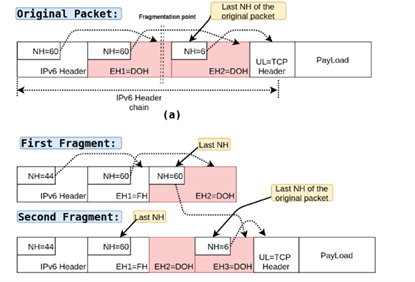 Original Packet:
Fragmentation point
Last NH of the
original packet
NH=60
NH=60
NH=6
IPv6 Header
EH1=DOH
EH2=DOH
UL=TCP
Header
PayLoad
IPv6 Header
chain
(a)
First Fragment:
Last NH
NH=44
NH=60
NH=60
IPv6 Header
EH1=FH
EH2=DOH
Last NH of the
original packet
Second Fragment:
Last NH
NH=44
NH=60
NH=6
IPv6 Header
EH1=FH
EH2=DOH
EH3=DOH
UL=TCP
Header
PayLoad